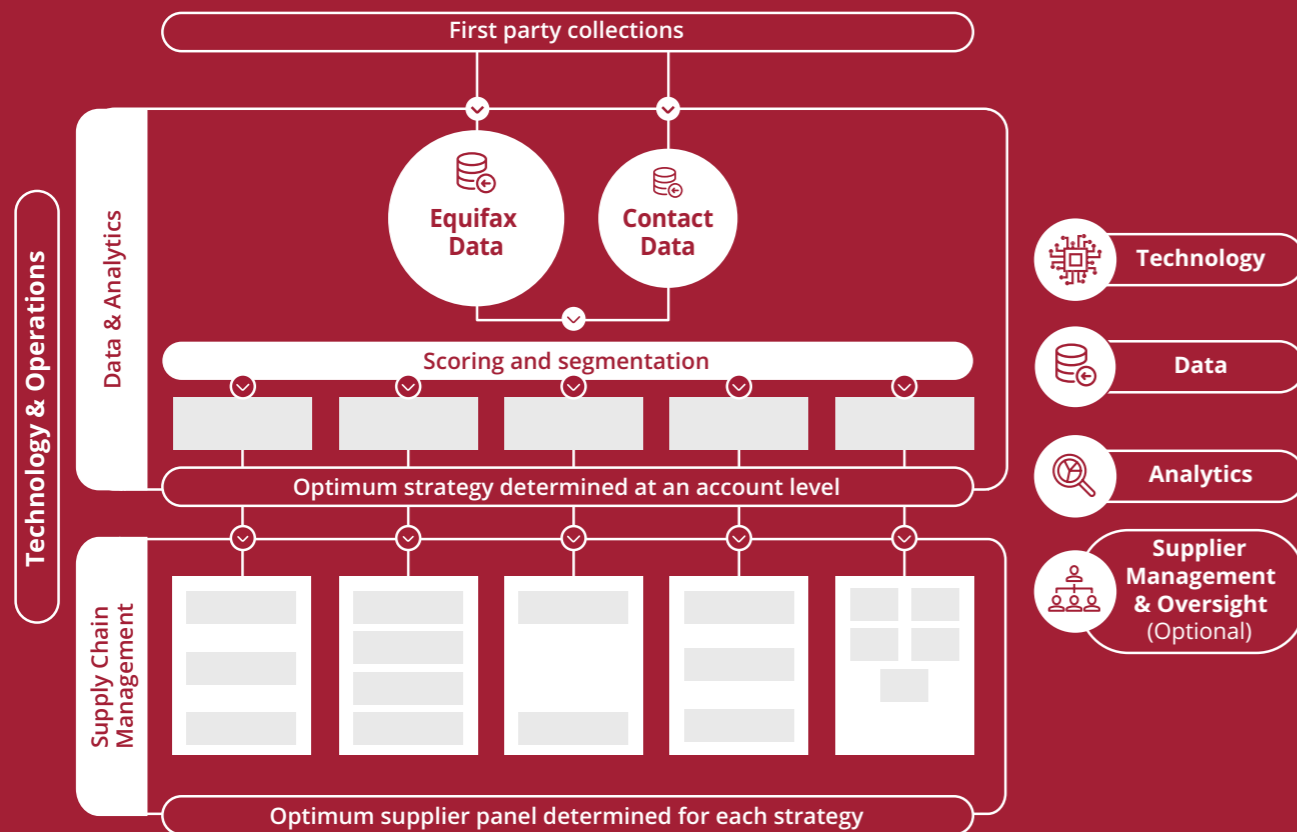 First party collections
Technology & Operations
Data & Analytics
Equifax
Data
Contact
Data
Scoring and segmentation
Optimum strategy determined at an account level
Supply Chain
Management
Optimum supplier panel determined for each strategy
Technology
Data
Analytics
Supplier
Management
& Oversight
(Optional)